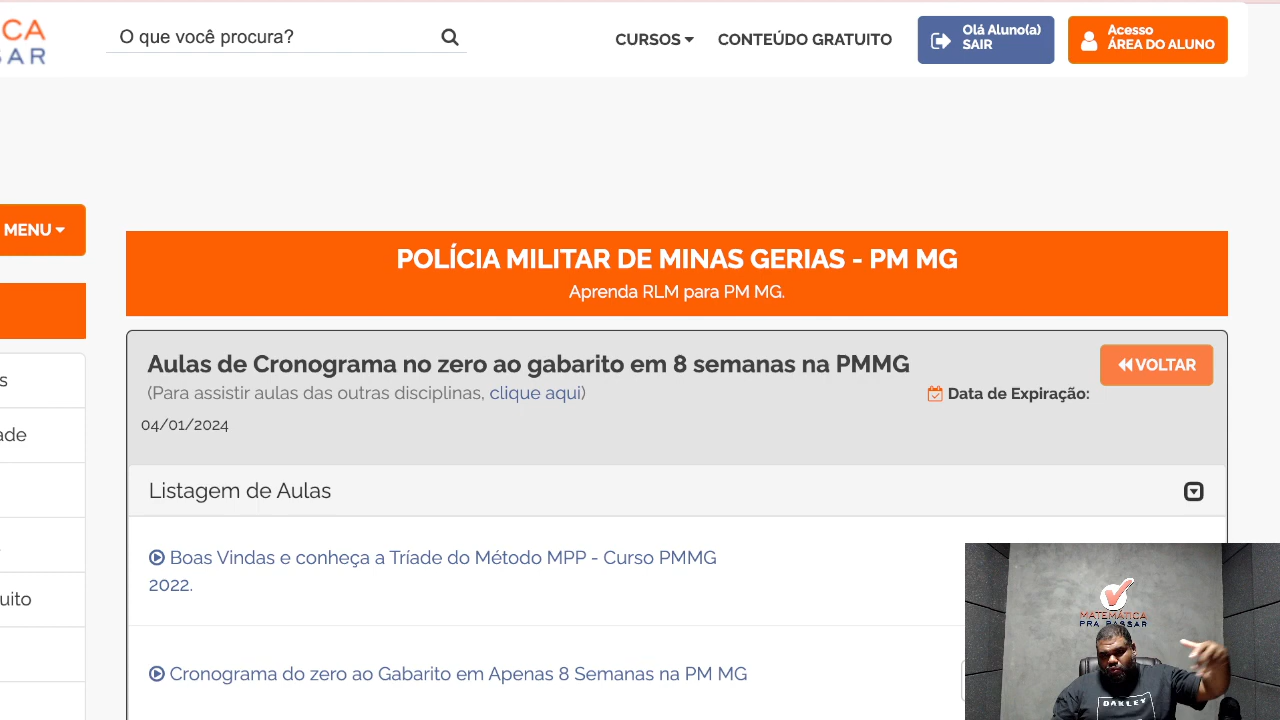 CA
AR
O que você procura?
CURSOS
CONTEÚDO GRATUITO
Olá Aluno(a)
SAIR
Acesso
ÁREA DO ALUNO
MENU
POLÍCIA MILITAR DE MINAS GERIAS - PM MG
Aprenda RLM para PM MG.
Aulas de Cronograma no zero ao gabarito em 8 semanas na PMMG
VOLTAR
(Para assistir aulas das outras disciplinas, clique aqui)
Data de Expiração:
04/01/2024
s
ade
uito
Listagem de Aulas
Boas Vindas e conheça a Tríade do Método MPP - Curso PMMG
2022.
Cronograma do zero ao Gabarito em Apenas 8 Semanas na PM MG
MATEMÁTICA
PRA PASSAR
OAKLEY